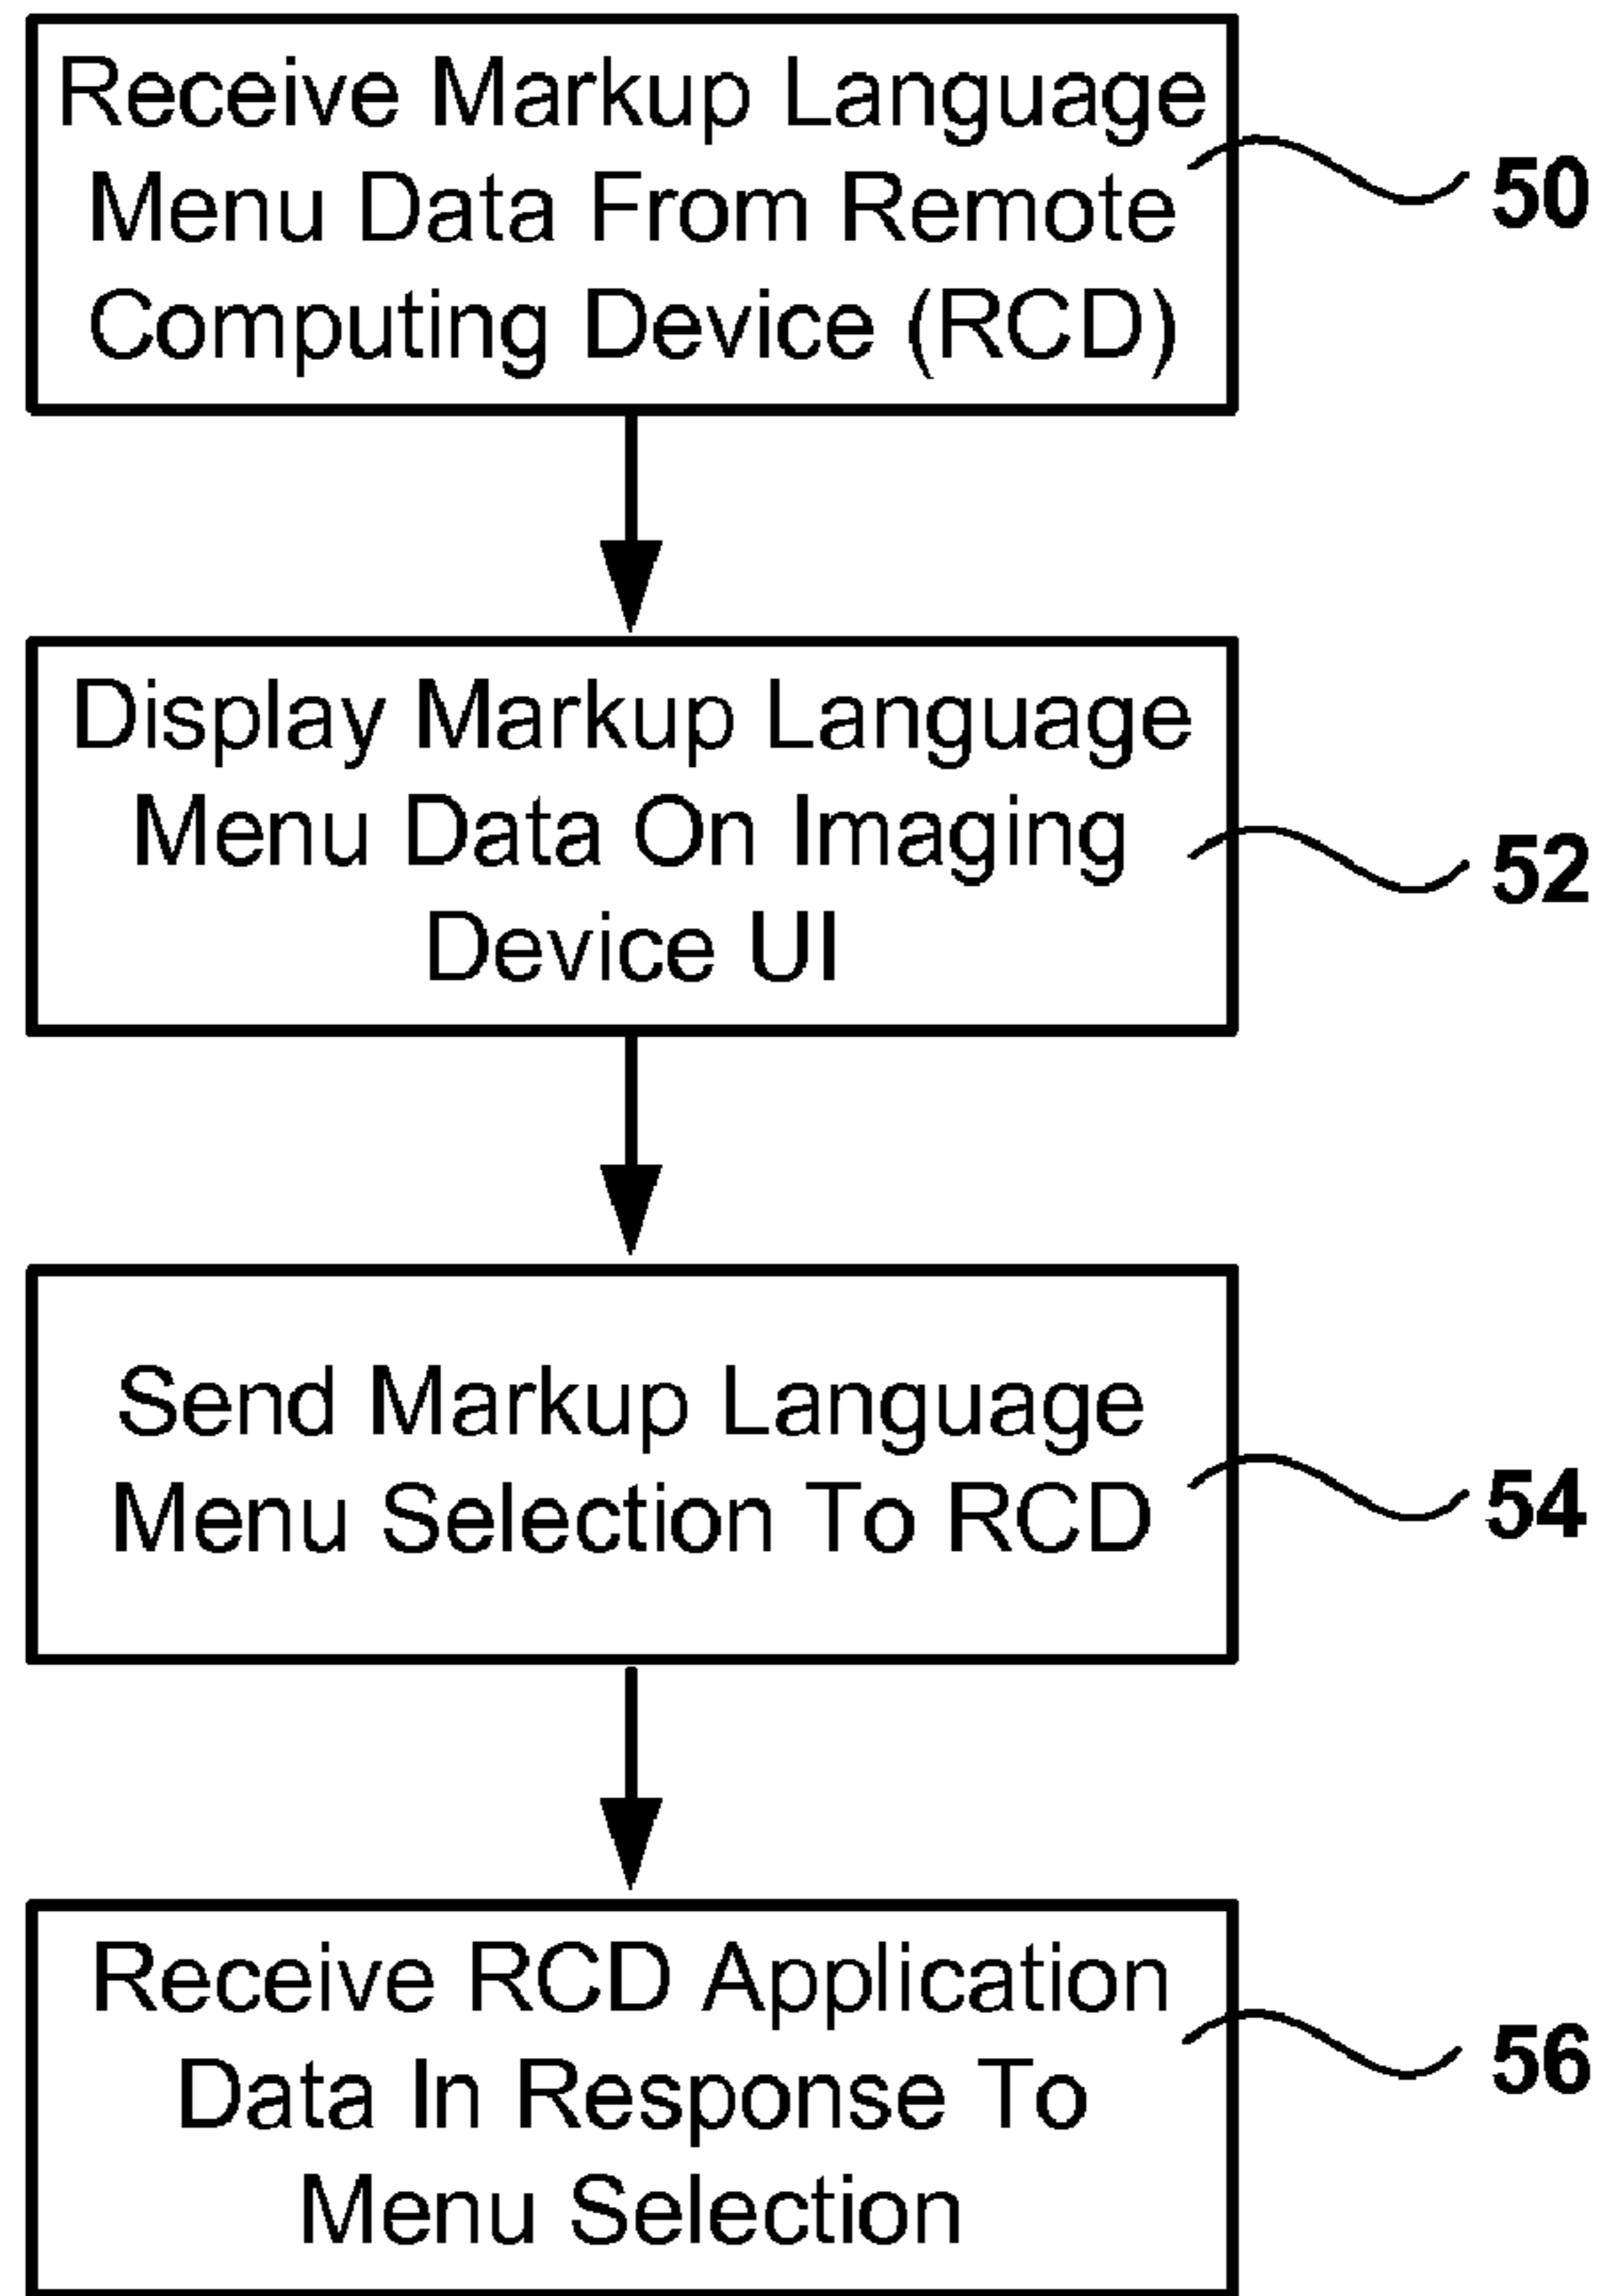 Receive Markup Language
Menu Data From Remote
Computing Device (RCD)
50
Display Markup Language
Menu Data On Imaging
Device UI
52
Send Markup Language
Menu Selection To RCD
54
Receive RCD Application
Data In Response To
Menu Selection
56